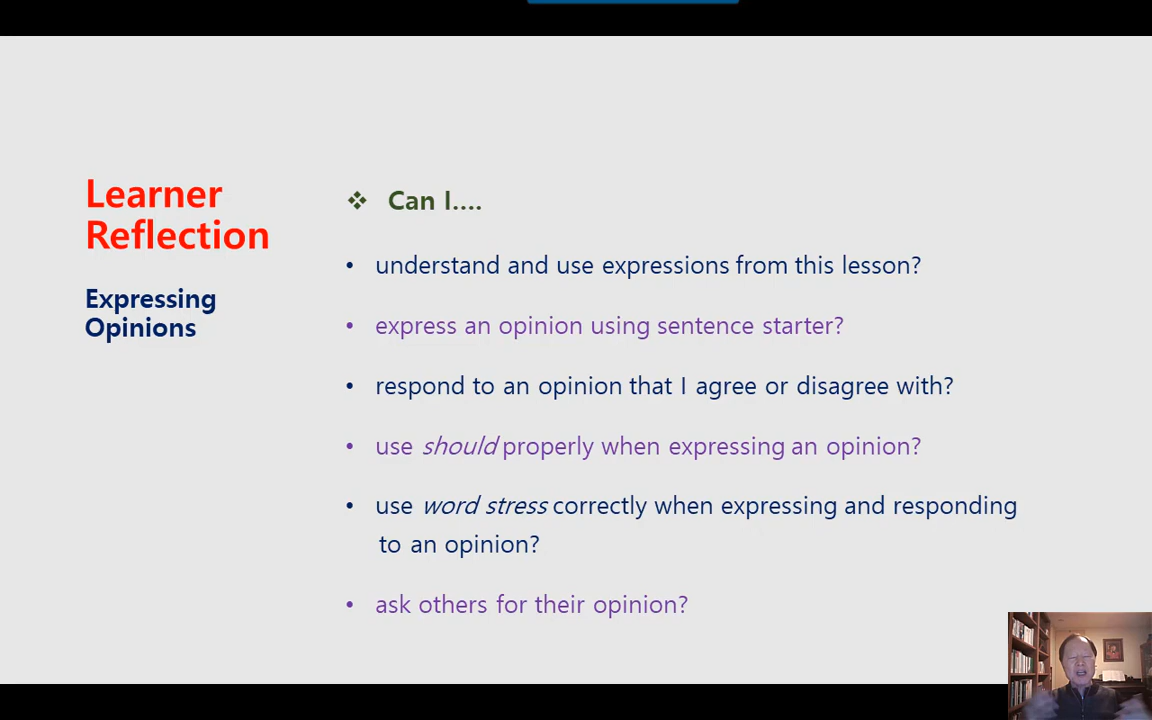 Learner
Reflection
Expressing
Opinions
❖ Can I....
• understand and use expressions from this lesson?
• express an opinion using sentence starter?
• respond to an opinion that I agree or disagree with?
• use should properly when expressing an opinion?
• use word stress correctly when expressing and responding
to an opinion?
• ask others for their opinion?